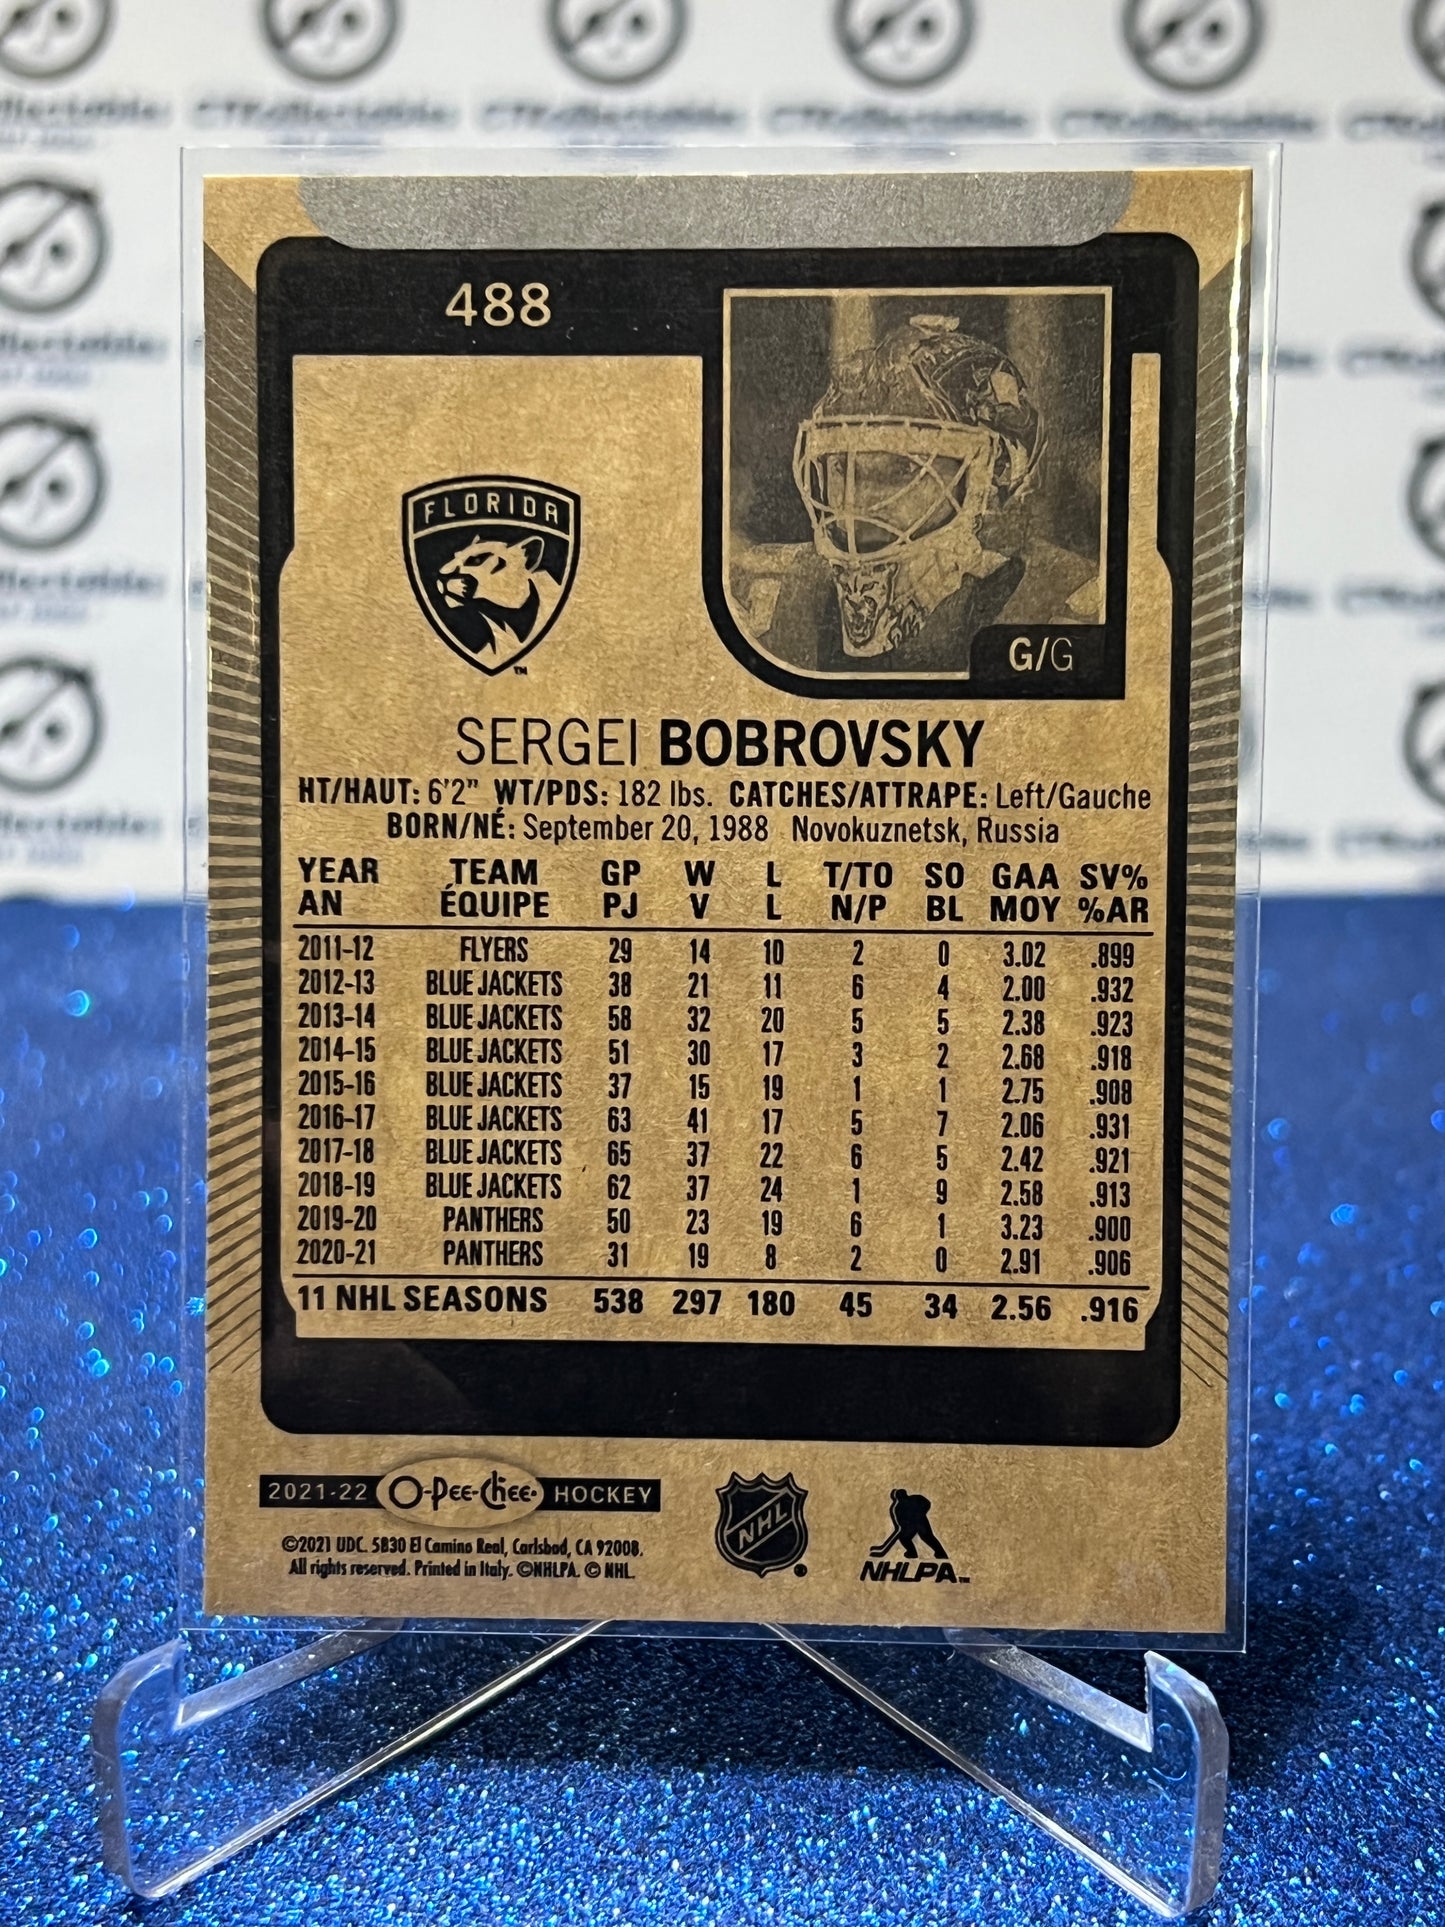 488
FLORIDA
TM
G/G
SERGEI BOBROVSKY
HT/HAUT: 6'2" WT/PDS: 182 lbs. CATCHES/ATTRAPE: Left/Gauche
BORN/NÉ: September 20, 1988 Novokuznetsk, Russia
YEAR TEAM GP W L T/TO SO GAA SV%
AN ÉQUIPE PJ V L N/P BL MOY %AR
2011-12 FLYERS 29 14 10 2 0 3.02 .899
2012-13 BLUE JACKETS 38 21 11 6 4 2.00 .932
2013-14 BLUE JACKETS 58 32 20 5 5 2.38 .923
2014-15 BLUE JACKETS 51 30 17 3 2 2.68 .918
2015-16 BLUE JACKETS 37 15 19 1 1 2.75 .908
2016-17 BLUE JACKETS 63 41 17 5 7 2.06 .931
2017-18 BLUE JACKETS 65 37 22 6 5 2.42 .921
2018-19 BLUE JACKETS 62 37 24 1 9 2.58 .913
2019-20 PANTHERS 50 23 19 6 1 3.23 .900
2020-21 PANTHERS 31 19 8 2 0 2.91 .906
11 NHL SEASONS 538 297 180 45 34 2.56 .916
2021-22 O-Pee-Chee HOCKEY
©2021 UDC. 5830 El Camino Real, Carlsbad, CA 92008.
All rights reserved. Printed in Italy. ©NHLPA. © NHL.
NHL
NHLPA